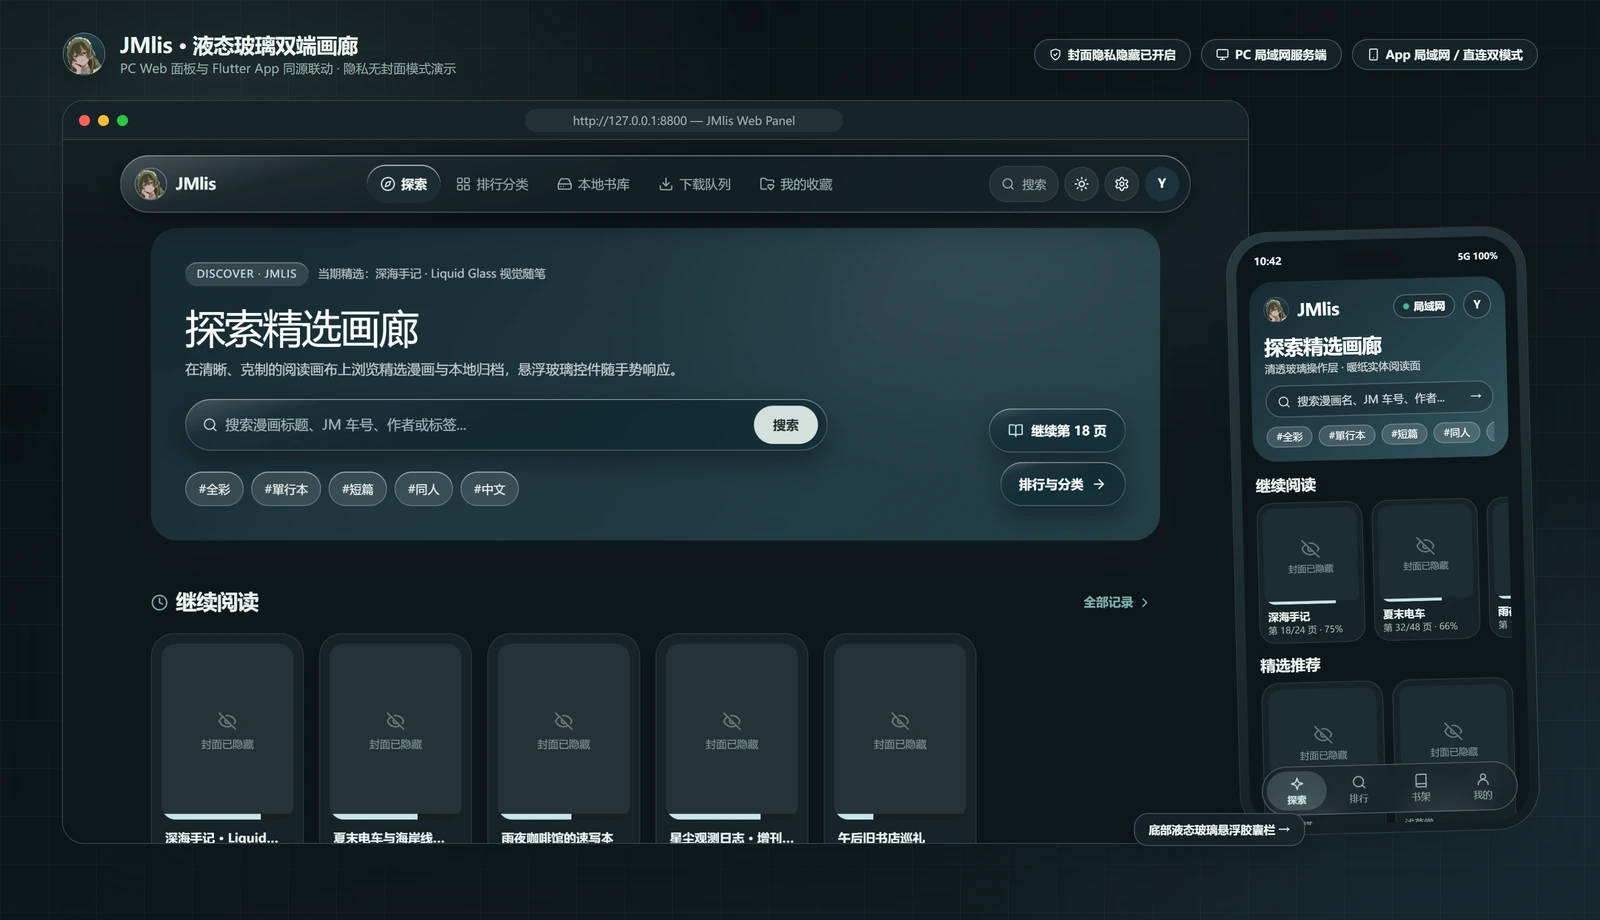 JMlis • 液态玻璃双端画廊
PC Web 面板与 Flutter App 同源联动 · 隐私无封面模式演示
封面隐私隐藏已开启
PC 局域网服务端
App 局域网 / 直连双模式
http://127.0.0.1:8800 — JMlis Web Panel
JMlis
探索
排行分类
本地书库
下载队列
我的收藏
搜索
Y
DISCOVER · JMLIS
当期精选：深海手记 · Liquid Glass 视觉随笔
探索精选画廊
在清晰、克制的阅读画布上浏览精选漫画与本地归档，悬浮玻璃控件随手势响应。
搜索漫画标题、JM 车号、作者或标签...
搜索
继续第 18 页
排行与分类 →
#全彩
#單行本
#短篇
#同人
#中文
继续阅读
全部记录
封面已隐藏
封面已隐藏
封面已隐藏
封面已隐藏
封面已隐藏
深海手记 • Liquid...
夏末电车与海岸线...
雨夜咖啡馆的速写本
星尘观测日志 • 增刊...
午后旧书店巡礼
10:42
5G 100%
JMlis
局域网
Y
探索精选画廊
清透玻璃操作层 · 暖纸实体阅读面
搜索漫画名、JM 车号、作者... →
#全彩
#單行本
#短篇
#同人
继续阅读
封面已隐藏
封面已隐藏
深海手记
第 18/24 页 · 75%
夏末电车
第 32/48 页 · 66%
第
精选推荐
封面已隐藏
封面已隐藏
探索
排行
书架
我的
底部液态玻璃悬浮胶囊栏 →